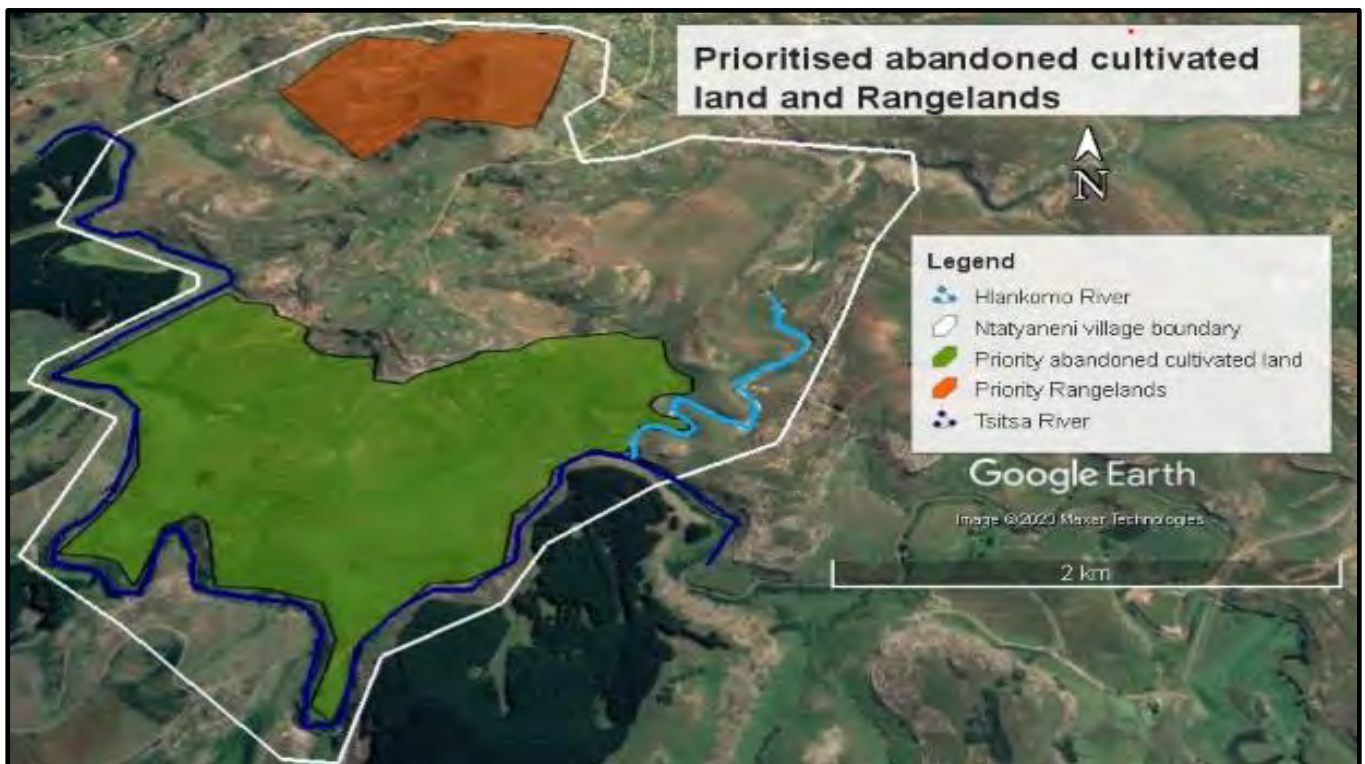 Prioritised abandoned cultivated
land and Rangelands
N
Legend
Hlankomo River
Ntatyaneni village boundary
Priority abandoned cultivated land
Priority Rangelands
Tsitsa River
Google Earth
Image ©2023 Maxar Technologies
2 km